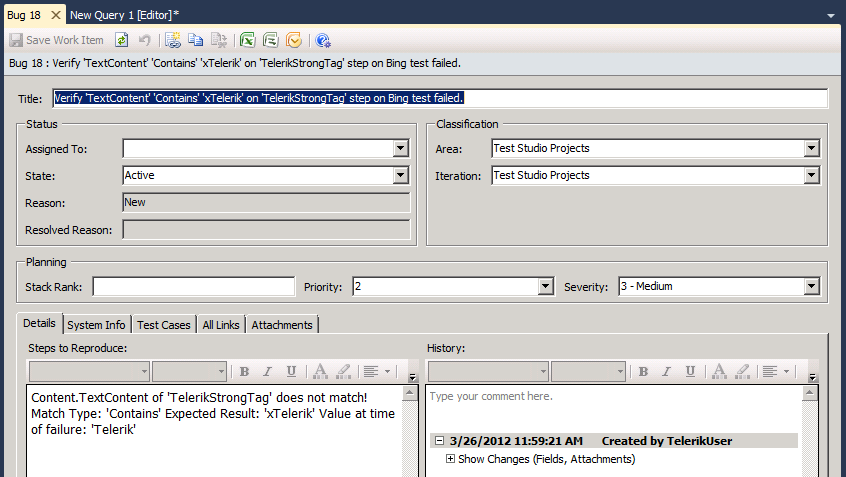 Bug 18
New Query 1 [Editor]*
Save Work Item
Bug 18 : Verify 'TextContent' 'Contains' 'xTelerik' on 'TelerikStrongTag' step on Bing test failed.
Title: Verify 'TextContent' 'Contains' 'xTelerik' on 'TelerikStrongTag' step on Bing test failed.
Status
Assigned To:
State: Active
Reason: New
Resolved Reason:
Classification
Area: Test Studio Projects
Iteration: Test Studio Projects
Planning
Stack Rank: Priority: 2 Severity: 3 - Medium
Details System Info Test Cases All Links Attachments
Steps to Reproduce:
B I U A
Content.TextContent of 'TelerikStrongTag' does not match!
Match Type: 'Contains' Expected Result: 'xTelerik' Value at time
of failure: 'Telerik'
History:
B I U A
Type your comment here.
3/26/2012 11:59:21 AM Created by TelerikUser
Show Changes (Fields, Attachments)